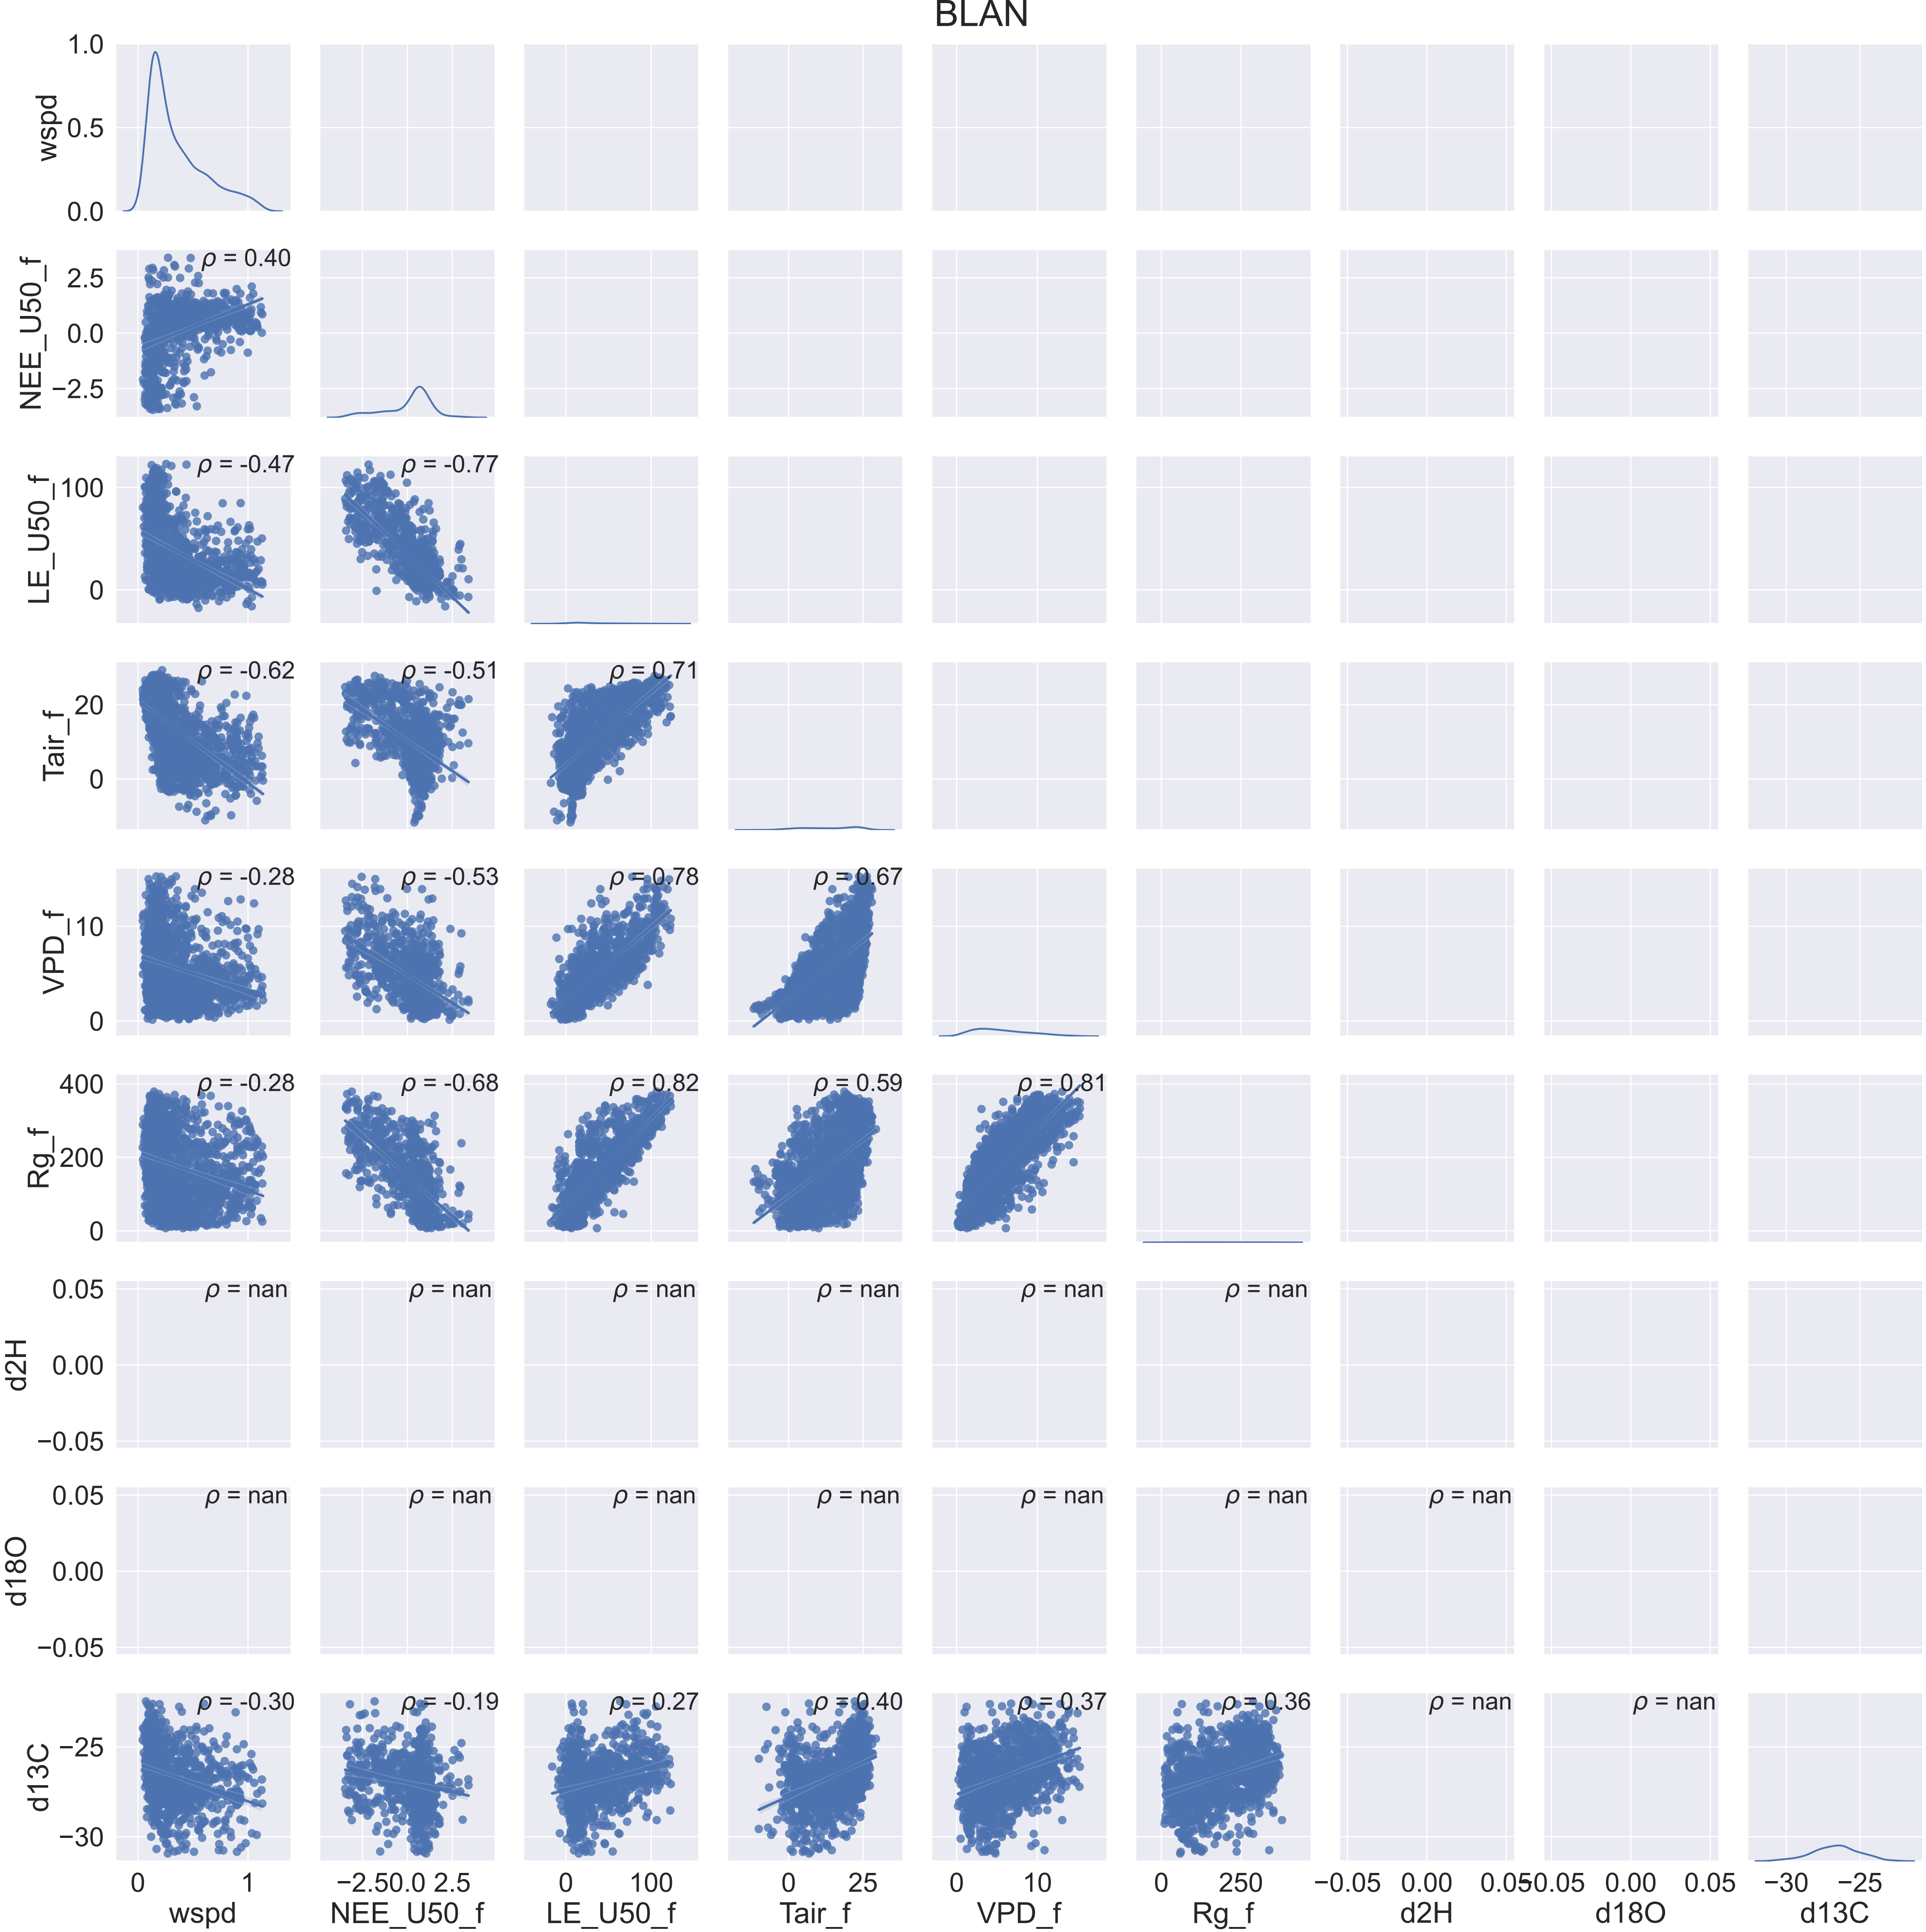 BLAN
1.0
wspd
0.5
0.0
ρ = 0.40
NEE_U50_f
2.5
0.0
−2.5
ρ = -0.47 ρ = -0.77
LE_U50_f
100
0
ρ = -0.62 ρ = -0.51 ρ = 0.71
Tair_f
20
0
ρ = -0.28 ρ = -0.53 ρ = 0.78 ρ = 0.67
VPD_f
10
0
ρ = -0.28 ρ = -0.68 ρ = 0.82 ρ = 0.59 ρ = 0.81
Rg_f
400
200
0
0.05 ρ = nan ρ = nan ρ = nan ρ = nan ρ = nan ρ = nan
d2H
0.00
−0.05
0.05 ρ = nan ρ = nan ρ = nan ρ = nan ρ = nan ρ = nan ρ = nan
d18O
0.00
−0.05
ρ = -0.30 ρ = -0.19 ρ = 0.27 ρ = 0.40 ρ = 0.37 ρ = 0.36 ρ = nan ρ = nan
d13C
−25
−30
0 1 −2.5 0.0 2.5 0 100 0 25 0 10 0 250 −0.05 0.00 0.05 −0.05 0.00 0.05 −30 −25
wspd NEE_U50_f LE_U50_f Tair_f VPD_f Rg_f d2H d18O d13C